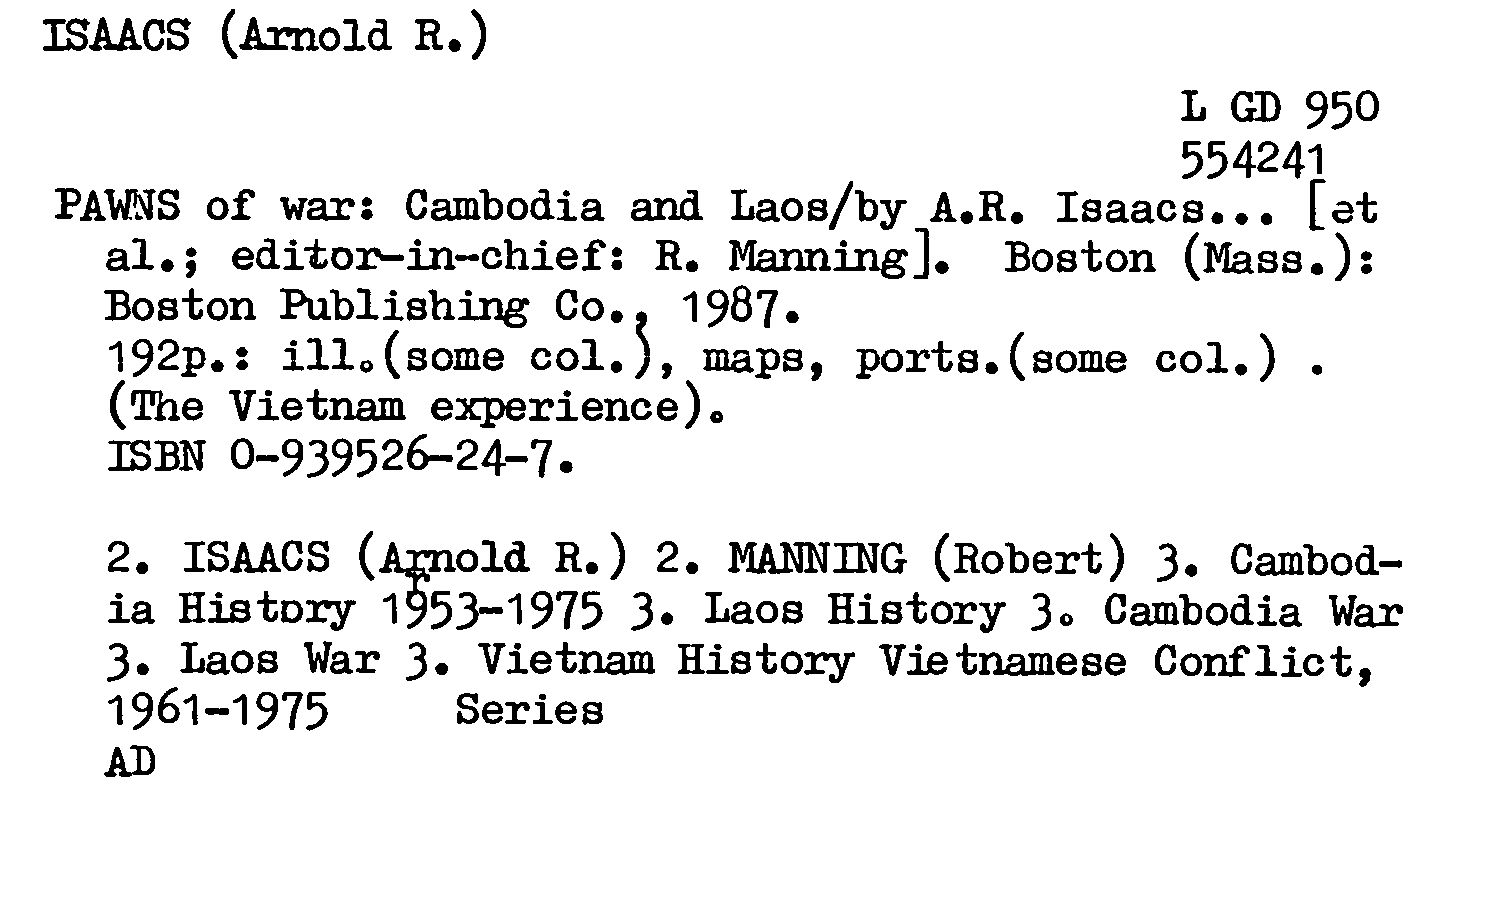 ISAACS (Arnold R.)
L GD 950
554241
PAWNS of war: Cambodia and Laos/by A.R. Isaacs... [et
al.; editor-in-chief: R. Manning]. Boston (Mass.):
Boston Publishing Co., 1987.
192p.: ill.(some col.), maps, ports.(some col.) .
(The Vietnam experience).
ISBN 0-939526-24-7.
2. ISAACS (Arnold R.) 2. MANNING (Robert) 3. Cambod-
ia History 1953-1975 3. Laos History 3. Cambodia War
3. Laos War 3. Vietnam History Vietnamese Conflict,
1961-1975 Series
AD